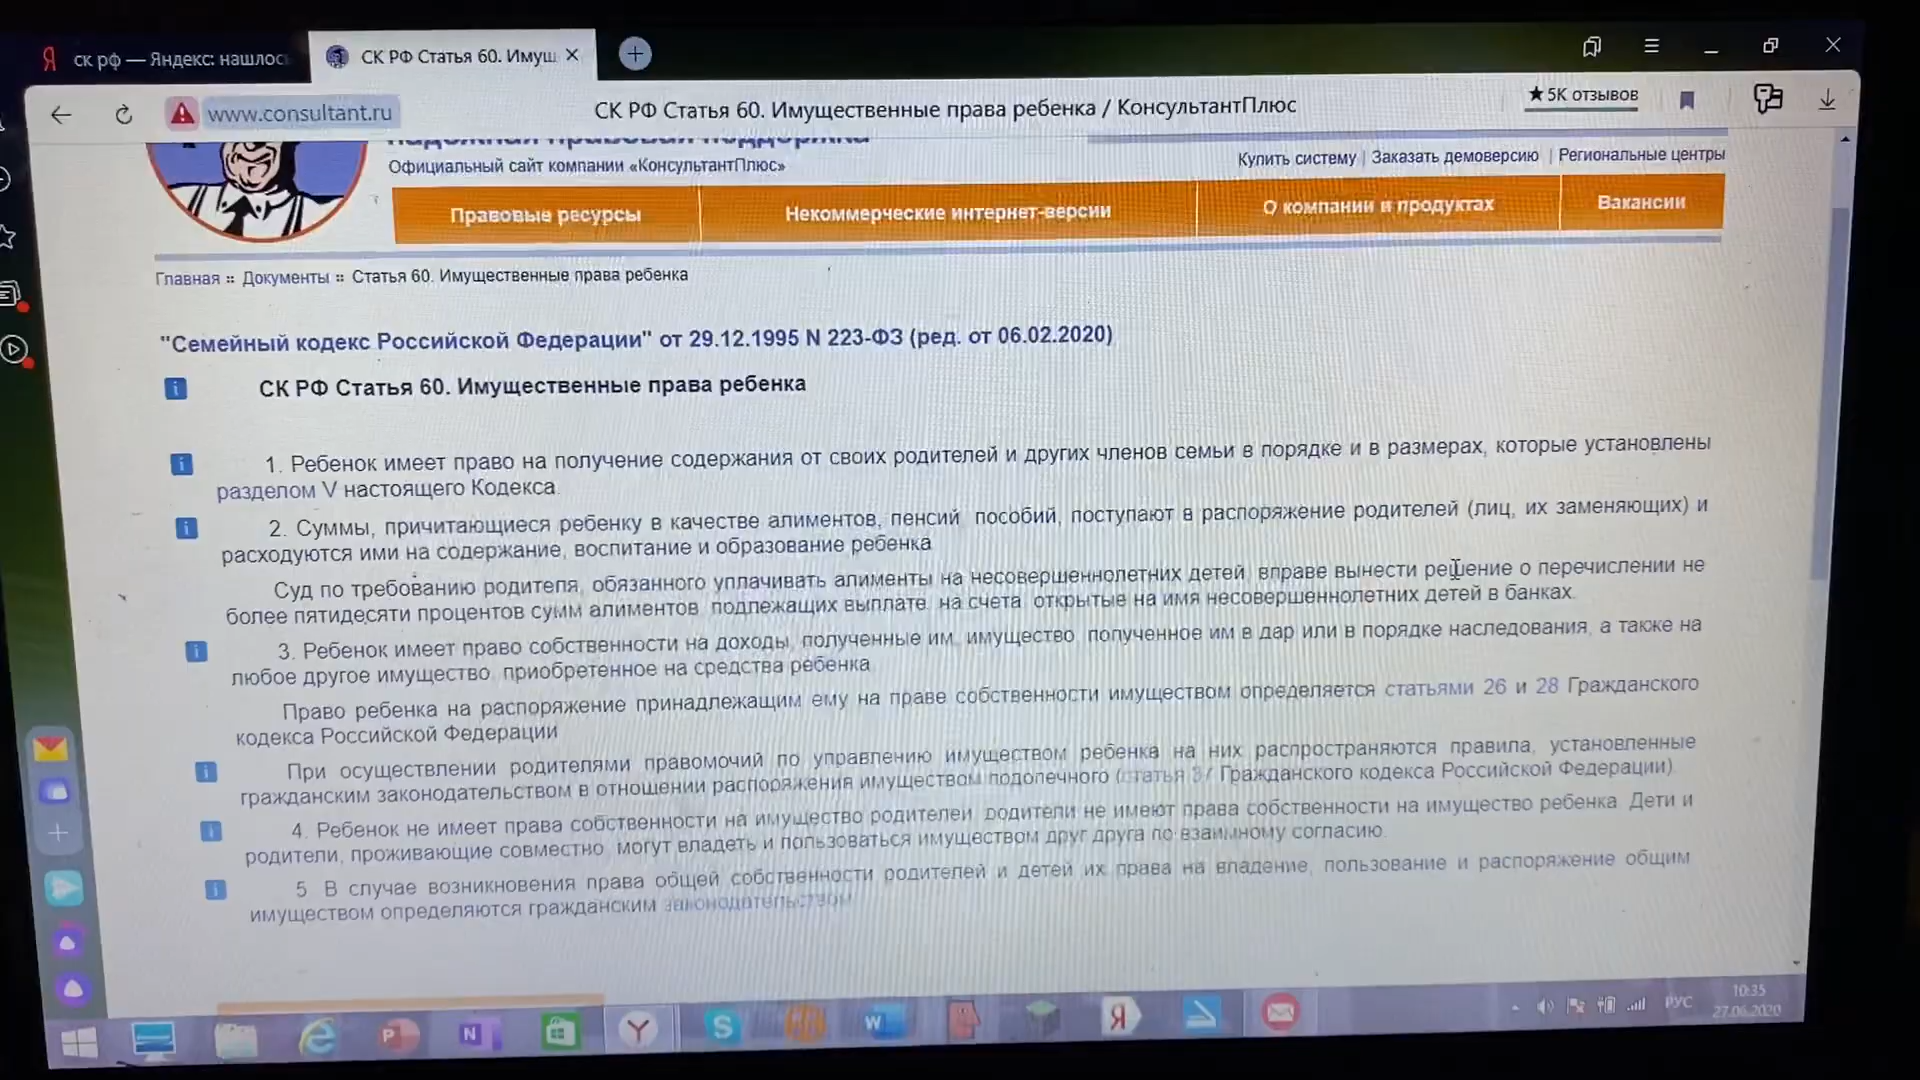 ск рф — Яндекс: нашлось
СК РФ Статья 60. Имущ
www.consultant.ru
СК РФ Статья 60. Имущественные права ребенка / КонсультантПлюс
★ 5К отзывов
надежная правовая поддержка
Официальный сайт компании «КонсультантПлюс»
Купить систему | Заказать демоверсию | Региональные центры
Правовые ресурсы
Некоммерческие интернет-версии
О компании и продуктах
Вакансии
Главная :: Документы :: Статья 60. Имущественные права ребенка
"Семейный кодекс Российской Федерации" от 29.12.1995 N 223-ФЗ (ред. от 06.02.2020)
СК РФ Статья 60. Имущественные права ребенка
1. Ребенок имеет право на получение содержания от своих родителей и других членов семьи в порядке и в размерах, которые установлены
разделом V настоящего Кодекса.
2. Суммы, причитающиеся ребенку в качестве алиментов, пенсий, пособий, поступают в распоряжение родителей (лиц, их заменяющих) и
расходуются ими на содержание, воспитание и образование ребенка.
Суд по требованию родителя, обязанного уплачивать алименты на несовершеннолетних детей, вправе вынести решение о перечислении не
более пятидесяти процентов сумм алиментов, подлежащих выплате, на счета, открытые на имя несовершеннолетних детей в банках.
3. Ребенок имеет право собственности на доходы, полученные им, имущество, полученное им в дар или в порядке наследования, а также на
любое другое имущество, приобретенное на средства ребенка.
Право ребенка на распоряжение принадлежащим ему на праве собственности имуществом определяется статьями 26 и 28 Гражданского
кодекса Российской Федерации.
При осуществлении родителями правомочий по управлению имуществом ребенка на них распространяются правила, установленные
гражданским законодательством в отношении распоряжения имуществом подопечного (статья 37 Гражданского кодекса Российской Федерации).
4. Ребенок не имеет права собственности на имущество родителей, родители не имеют права собственности на имущество ребенка. Дети и
родители, проживающие совместно, могут владеть и пользоваться имуществом друг друга по взаимному согласию.
5. В случае возникновения права общей собственности родителей и детей их права на владение, пользование и распоряжение общим
имуществом определяются гражданским законодательством.
РУС
10:35
27.06.2020